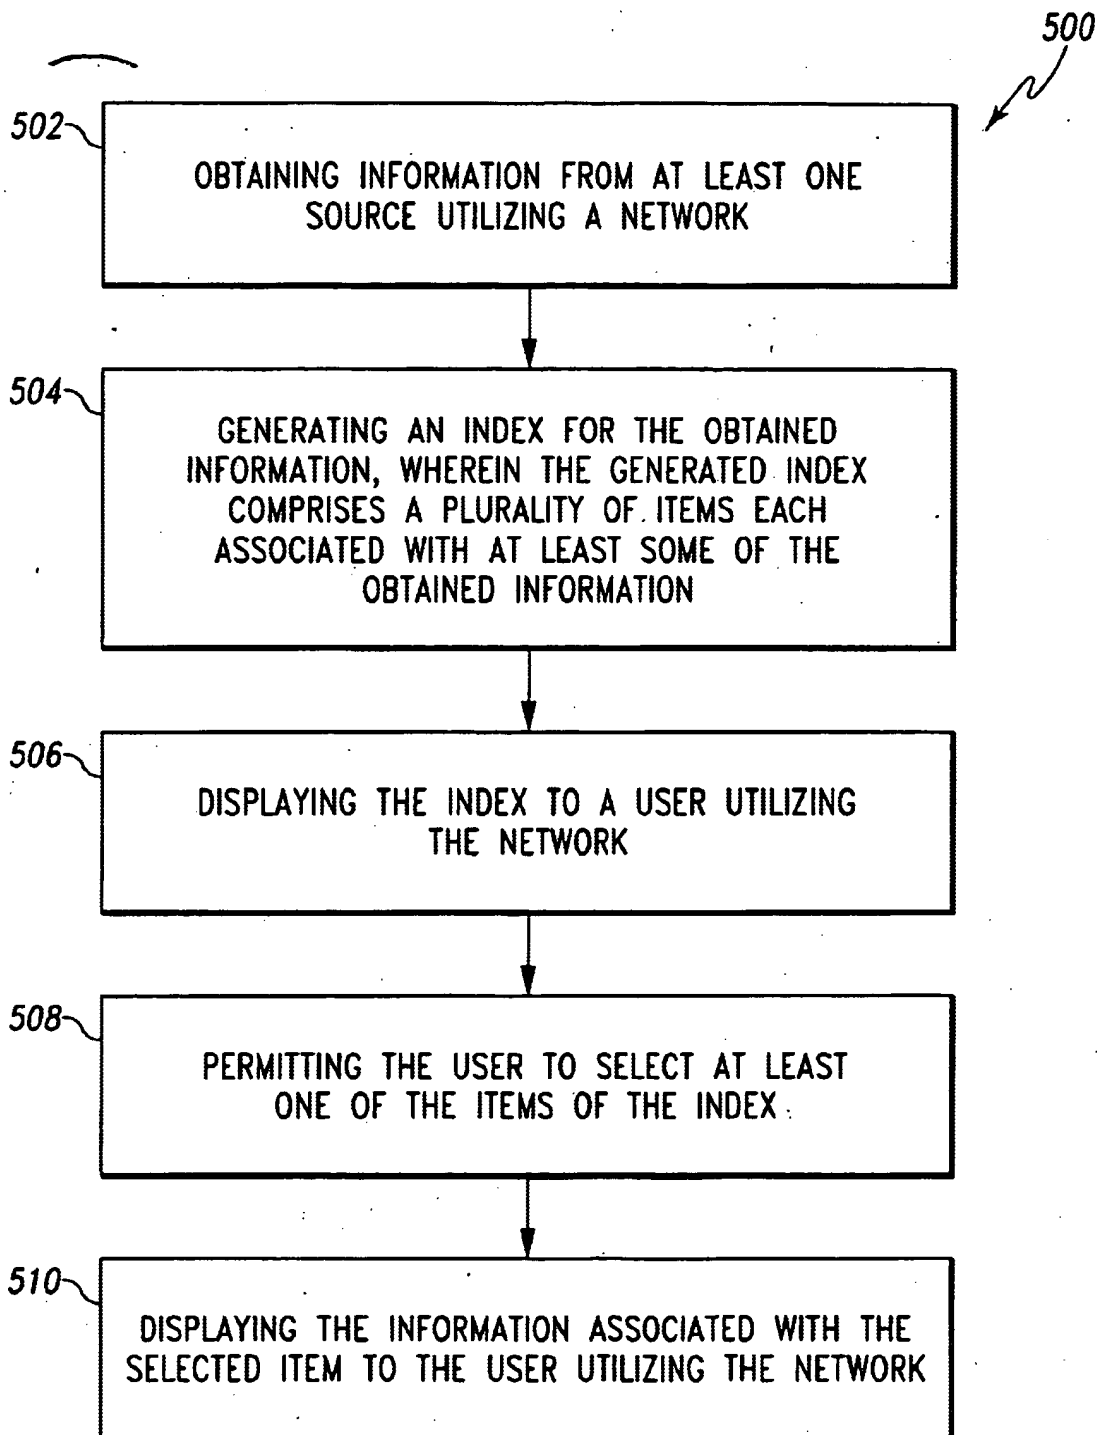 500
502
OBTAINING INFORMATION FROM AT LEAST ONE
SOURCE UTILIZING A NETWORK
504
GENERATING AN INDEX FOR THE OBTAINED
INFORMATION, WHEREIN THE GENERATED INDEX
COMPRISES A PLURALITY OF ITEMS EACH
ASSOCIATED WITH AT LEAST SOME OF THE
OBTAINED INFORMATION
506
DISPLAYING THE INDEX TO A USER UTILIZING
THE NETWORK
508
PERMITTING THE USER TO SELECT AT LEAST
ONE OF THE ITEMS OF THE INDEX
510
DISPLAYING THE INFORMATION ASSOCIATED WITH THE
SELECTED ITEM TO THE USER UTILIZING THE NETWORK